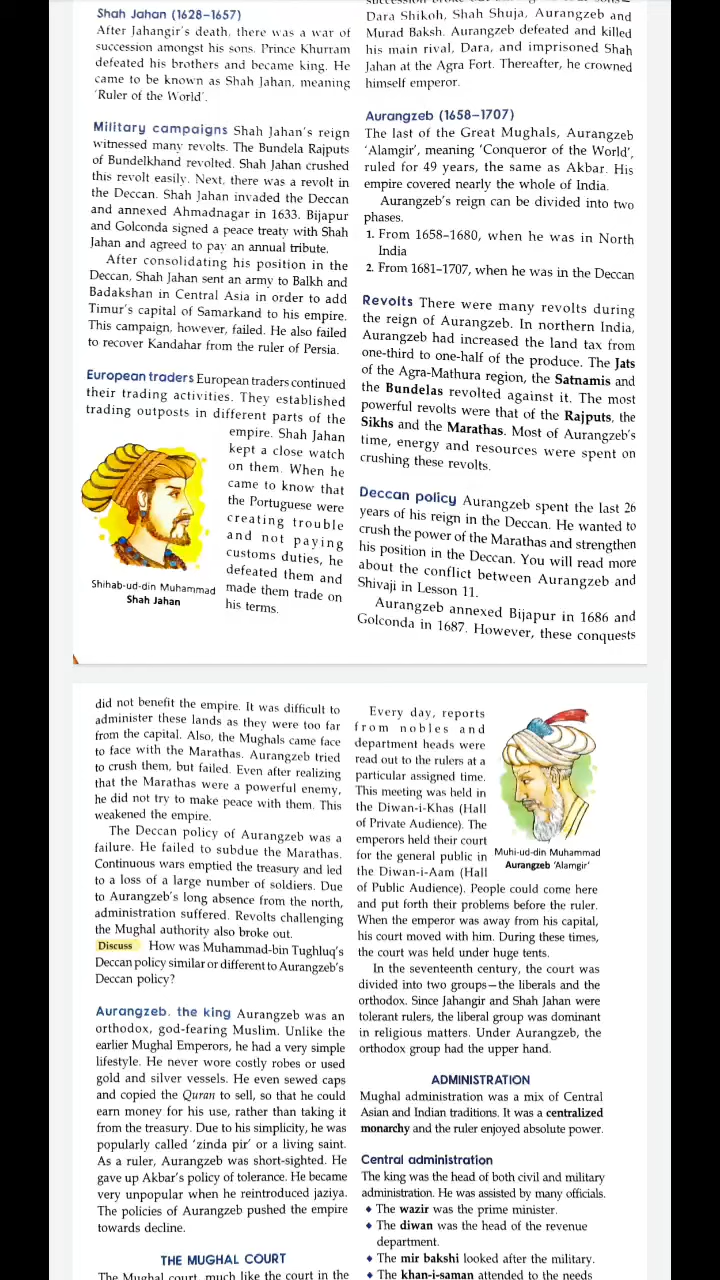 Shah Jahan (1628–1657)
After Jahangir's death, there was a war of
succession amongst his sons. Prince Khurram
defeated his brothers and became king. He
came to be known as Shah Jahan, meaning
'Ruler of the World'.
Military campaigns Shah Jahan's reign
witnessed many revolts. The Bundela Rajputs
of Bundelkhand revolted. Shah Jahan crushed
this revolt easily. Next, there was a revolt in
the Deccan. Shah Jahan invaded the Deccan
and annexed Ahmadnagar in 1633. Bijapur
and Golconda signed a peace treaty with Shah
Jahan and agreed to pay an annual tribute.
After consolidating his position in the
Deccan, Shah Jahan sent an army to Balkh and
Badakshan in Central Asia in order to add
Timur's capital of Samarkand to his empire.
This campaign, however, failed. He also failed
to recover Kandahar from the ruler of Persia.
European traders European traders continued
their trading activities. They established
trading outposts in different parts of the
empire. Shah Jahan
kept a close watch
on them. When he
came to know that
the Portuguese were
creating trouble
and not paying
customs duties, he
defeated them and
made them trade on
his terms.
Shihab-ud-din Muhammad
Shah Jahan
Dara Shikoh, Shah Shuja, Aurangzeb and
Murad Baksh. Aurangzeb defeated and killed
his main rival, Dara, and imprisoned Shah
Jahan at the Agra Fort. Thereafter, he crowned
himself emperor.
Aurangzeb (1658–1707)
The last of the Great Mughals, Aurangzeb
'Alamgir', meaning 'Conqueror of the World',
ruled for 49 years, the same as Akbar. His
empire covered nearly the whole of India.
Aurangzeb's reign can be divided into two
phases.
1. From 1658–1680, when he was in North
India
2. From 1681–1707, when he was in the Deccan
Revolts There were many revolts during
the reign of Aurangzeb. In northern India,
Aurangzeb had increased the land tax from
one-third to one-half of the produce. The Jats
of the Agra-Mathura region, the Satnamis and
the Bundelas revolted against it. The most
powerful revolts were that of the Rajputs, the
Sikhs and the Marathas. Most of Aurangzeb's
time, energy and resources were spent on
crushing these revolts.
Deccan policy Aurangzeb spent the last 26
years of his reign in the Deccan. He wanted to
crush the power of the Marathas and strengthen
his position in the Deccan. You will read more
about the conflict between Aurangzeb and
Shivaji in Lesson 11.
Aurangzeb annexed Bijapur in 1686 and
Golconda in 1687. However, these conquests
did not benefit the empire. It was difficult to
administer these lands as they were too far
from the capital. Also, the Mughals came face
to face with the Marathas. Aurangzeb tried
to crush them, but failed. Even after realizing
that the Marathas were a powerful enemy,
he did not try to make peace with them. This
weakened the empire.
The Deccan policy of Aurangzeb was a
failure. He failed to subdue the Marathas.
Continuous wars emptied the treasury and led
to a loss of a large number of soldiers. Due
to Aurangzeb's long absence from the north,
administration suffered. Revolts challenging
the Mughal authority also broke out.
Discuss How was Muhammad-bin Tughluq's
Deccan policy similar or different to Aurangzeb's
Deccan policy?
Aurangzeb. the king Aurangzeb was an
orthodox, god-fearing Muslim. Unlike the
earlier Mughal Emperors, he had a very simple
lifestyle. He never wore costly robes or used
gold and silver vessels. He even sewed caps
and copied the Quran to sell, so that he could
earn money for his use, rather than taking it
from the treasury. Due to his simplicity, he was
popularly called 'zinda pir' or a living saint.
As a ruler, Aurangzeb was short-sighted. He
gave up Akbar's policy of tolerance. He became
very unpopular when he reintroduced jaziya.
The policies of Aurangzeb pushed the empire
towards decline.
THE MUGHAL COURT
The Mughal court, much like the court in the
Every day, reports
from nobles and
department heads were
read out to the rulers at a
particular assigned time.
This meeting was held in
the Diwan-i-Khas (Hall
of Private Audience). The
emperors held their court
for the general public in
the Diwan-i-Aam (Hall
of Public Audience). People could come here
and put forth their problems before the ruler.
When the emperor was away from his capital,
his court moved with him. During these times,
the court was held under huge tents.
Muhi-ud-din Muhammad
Aurangzeb 'Alamgir'
In the seventeenth century, the court was
divided into two groups—the liberals and the
orthodox. Since Jahangir and Shah Jahan were
tolerant rulers, the liberal group was dominant
in religious matters. Under Aurangzeb, the
orthodox group had the upper hand.
ADMINISTRATION
Mughal administration was a mix of Central
Asian and Indian traditions. It was a centralized
monarchy and the ruler enjoyed absolute power.
Central administration
The king was the head of both civil and military
administration. He was assisted by many officials.
♦ The wazir was the prime minister.
♦ The diwan was the head of the revenue
department.
♦ The mir bakshi looked after the military.
♦ The khan-i-saman attended to the needs